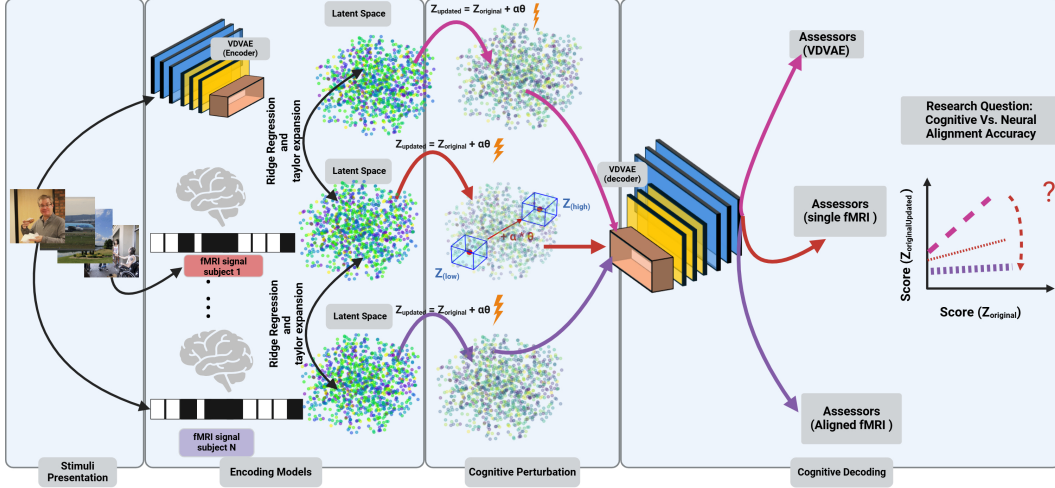 VDVAE
(Encoder)
Ridge Regression
and
taylor expansion
fMRI signal
subject 1
Ridge Regression
and
taylor expansion
fMRI signal
subject N
Latent Space
Latent Space
Latent Space
Zupdated = Zoriginal + αθ
Zupdated = Zoriginal + αθ
Z(high)
+ α * θ
Z(low)
Zupdated = Zoriginal + αθ
VDVAE
(decoder)
Assessors
(VDVAE)
Assessors
(single fMRI )
Assessors
(Aligned fMRI )
Research Question:
Cognitive Vs. Neural
Alignment Accuracy
?
Score (ZoriginalUpdated)
Score (Zoriginal)
Stimuli
Presentation
Encoding Models
Cognitive Perturbation
Cognitive Decoding